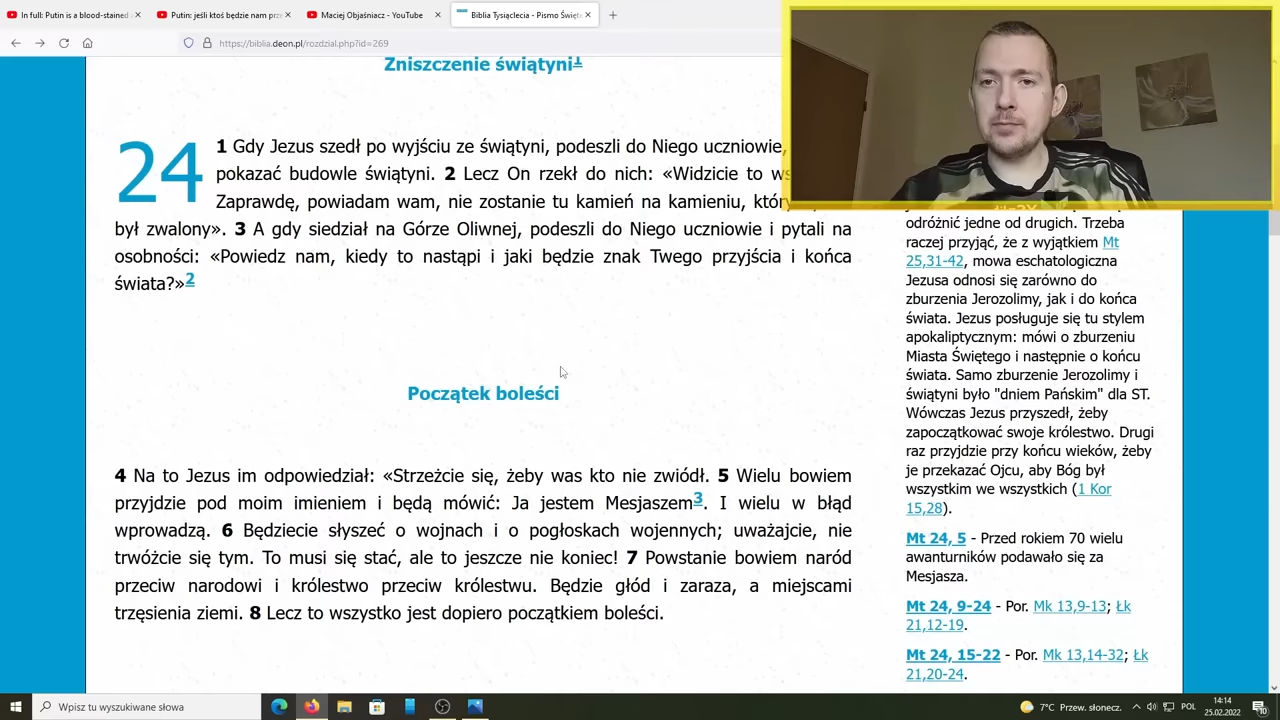 In full: Putin is a blood-stained
Putin: jeśli ktoś będzie nam prze
Maciej Objaśniacz - YouTube
Biblia Tysiąclecia - Pismo Święte
https://biblia.deon.pl/rozdzial.php?id=269
Zniszczenie świątyni1
24
1 Gdy Jezus szedł po wyjściu ze świątyni, podeszli do Niego uczniowie,
pokazać budowle świątyni. 2 Lecz On rzekł do nich: «Widzicie to
Zaprawdę, powiadam wam, nie zostanie tu kamień na kamieniu,
był zwalony». 3 A gdy siedział na Górze Oliwnej, podeszli do Niego uczniowie i pytali na
osobności: «Powiedz nam, kiedy to nastąpi i jaki będzie znak Twego przyjścia i końca
świata?»2
Początek boleści
4 Na to Jezus im odpowiedział: «Strzeżcie się, żeby was kto nie zwiódł. 5 Wielu bowiem
przyjdzie pod moim imieniem i będą mówić: Ja jestem Mesjaszem3. I wielu w błąd
wprowadzą. 6 Będziecie słyszeć o wojnach i o pogłoskach wojennych; uważajcie, nie
trwóżcie się tym. To musi się stać, ale to jeszcze nie koniec! 7 Powstanie bowiem naród
przeciw narodowi i królestwo przeciw królestwu. Będzie głód i zaraza, a miejscami
trzęsienia ziemi. 8 Lecz to wszystko jest dopiero początkiem boleści.
odróżnić jedne od drugich. Trzeba
raczej przyjąć, że z wyjątkiem Mt
25,31-42, mowa eschatologiczna
Jezusa odnosi się zarówno do
zburzenia Jerozolimy, jak i do końca
świata. Jezus posługuje się tu stylem
apokaliptycznym: mówi o zburzeniu
Miasta Świętego i następnie o końcu
świata. Samo zburzenie Jerozolimy i
świątyni było "dniem Pańskim" dla ST.
Wówczas Jezus przyszedł, żeby
zapoczątkować swoje królestwo. Drugi
raz przyjdzie przy końcu wieków, żeby
je przekazać Ojcu, aby Bóg był
wszystkim we wszystkich (1 Kor
15,28).
Mt 24, 5 - Przed rokiem 70 wielu
awanturników podawało się za
Mesjasza.
Mt 24, 9-24 - Por. Mk 13,9-13; Łk
21,12-19.
Mt 24, 15-22 - Por. Mk 13,14-32; Łk
21,20-24.
Wpisz tu wyszukiwane słowa
7°C Przew. słonecz.
POL
14:14
25.02.2022
10